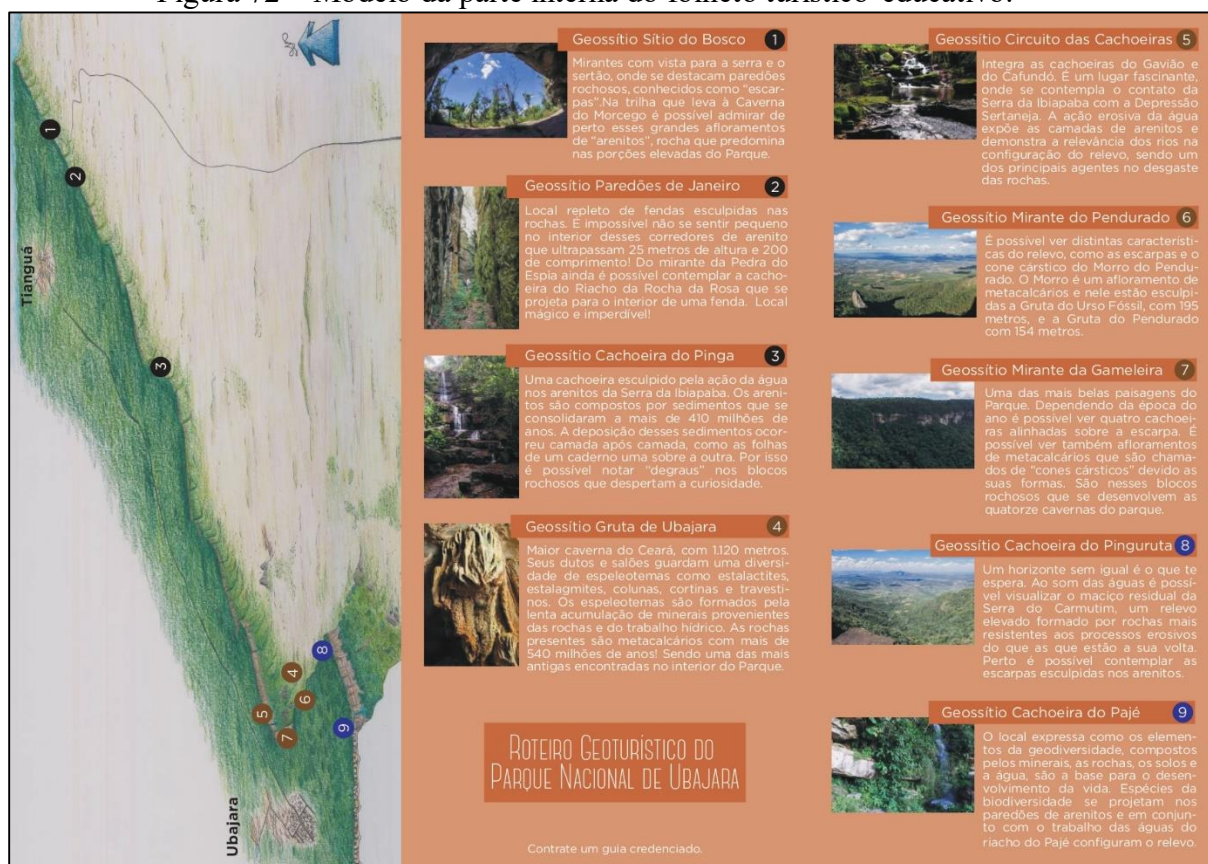 Figura 72 – Modelo da parte interna do folheto turístico-educativo.
Tianguá
Ubajara
1
2
3
4
5
6
7
8
9
Geossítio Sítio do Bosco 1
Mirantes com vista para a serra e o
sertão, onde se destacam paredões
rochosos, conhecidos como "escar-
pas".Na trilha que leva à Caverna
do Morcego é possível admirar de
perto esses grandes afloramentos
de "arenitos", rocha que predomina
nas porções elevadas do Parque.
Geossítio Paredões de Janeiro 2
Local repleto de fendas esculpidas nas
rochas. É impossível não se sentir pequeno
no interior desses corredores de arenito
que ultrapassam 25 metros de altura e 200
de comprimento! Do mirante da Pedra do
Espia ainda é possível contemplar a cacho-
eira do Riacho da Rocha da Rosa que se
projeta para o interior de uma fenda. Local
mágico e imperdível!
Geossítio Cachoeira do Pinga 3
Uma cachoeira esculpido pela ação da água
nos arenitos da Serra da Ibiapaba. Os areni-
tos são compostos por sedimentos que se
consolidaram a mais de 410 milhões de
anos. A deposição desses sedimentos ocor-
reu camada após camada, como as folhas
de um caderno uma sobre a outra. Por isso
é possível notar "degraus" nos blocos
rochosos que despertam a curiosidade.
Geossítio Gruta de Ubajara 4
Maior caverna do Ceará, com 1.120 metros.
Seus dutos e salões guardam uma diversi-
dade de espeleotemas como estalactites,
estalagmites, colunas, cortinas e travesti-
nos. Os espeleotemas são formados pela
lenta acumulação de minerais provenientes
das rochas e do trabalho hídrico. As rochas
presentes são metacalcários com mais de
540 milhões de anos! Sendo uma das mais
antigas encontradas no interior do Parque.
ROTEIRO GEOTURÍSTICO DO
PARQUE NACIONAL DE UBAJARA
Contrate um guia credenciado.
Geossítio Circuito das Cachoeiras 5
Integra as cachoeiras do Gavião e
do Cafundó. É um lugar fascinante,
onde se contempla o contato da
Serra da Ibiapaba com a Depressão
Sertaneja. A ação erosiva da água
expõe as camadas de arenitos e
demonstra a relevância dos rios na
configuração do relevo, sendo um
dos principais agentes no desgaste
das rochas.
Geossítio Mirante do Pendurado 6
É possível ver distintas característi-
cas do relevo, como as escarpas e o
cone cárstico do Morro do Pendu-
rado. O Morro é um afloramento de
metacalcários e nele estão esculpi-
das a Gruta do Urso Fóssil, com 195
metros, e a Gruta do Pendurado
com 154 metros.
Geossítio Mirante da Gameleira 7
Uma das mais belas paisagens do
Parque. Dependendo da época do
ano é possível ver quatro cachoei-
ras alinhadas sobre a escarpa. É
possível ver também afloramentos
de metacalcários que são chama-
dos de "cones cársticos" devido as
suas formas. São nesses blocos
rochosos que se desenvolvem as
quatorze cavernas do parque.
Geossítio Cachoeira do Pinguruta 8
Um horizonte sem igual é o que te
espera. Ao som das águas é possí-
vel visualizar o maciço residual da
Serra do Carmutim, um relevo
elevado formado por rochas mais
resistentes aos processos erosivos
do que as que estão a sua volta.
Perto é possível contemplar as
escarpas esculpidas nos arenitos.
Geossítio Cachoeira do Pajé 9
O local expressa como os elemen-
tos da geodiversidade, compostos
pelos minerais, as rochas, os solos e
a água, são a base para o desen-
volvimento da vida. Espécies da
biodiversidade se projetam nos
paredões de arenitos e em conjun-
to com o trabalho das águas do
riacho do Pajé configuram o relevo.